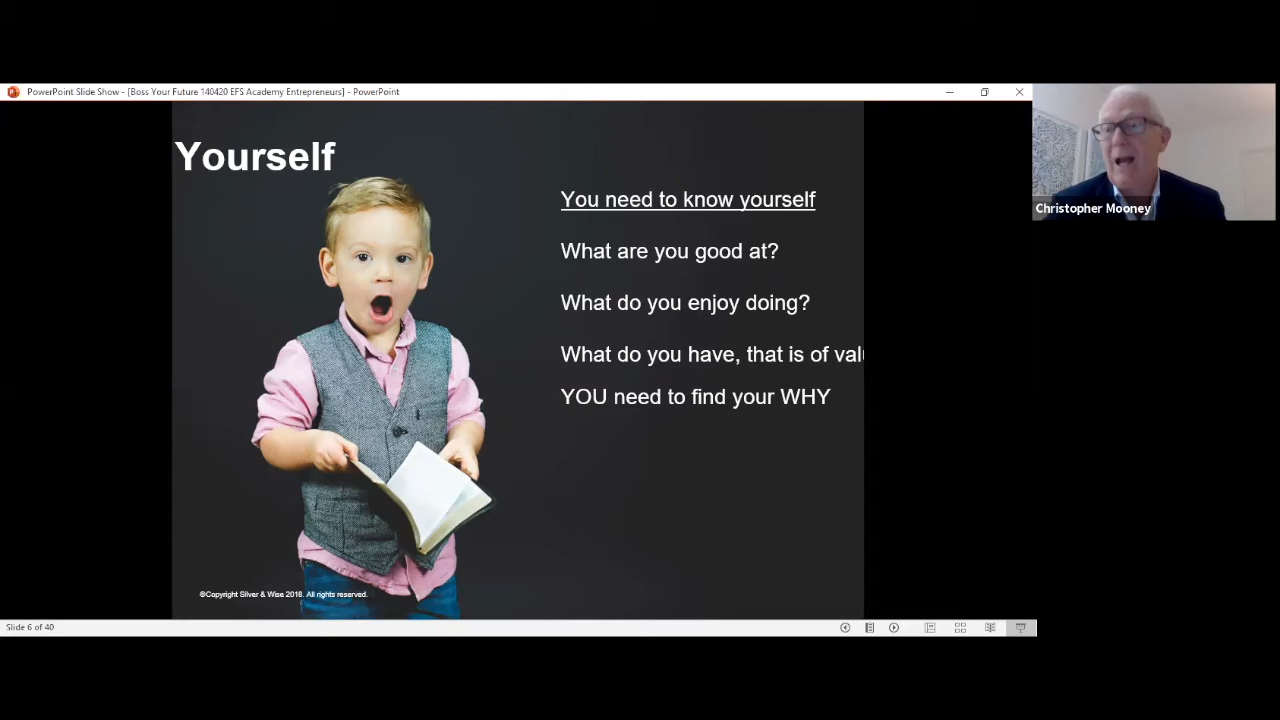 PowerPoint Slide Show - [Boss Your Future 140420 EFS Academy Entrepreneurs] - PowerPoint
Yourself
You need to know yourself
What are you good at?
What do you enjoy doing?
What do you have, that is of valu
YOU need to find your WHY
©Copyright Silver & Wise 2018. All rights reserved.
Slide 6 of 40
Christopher Mooney